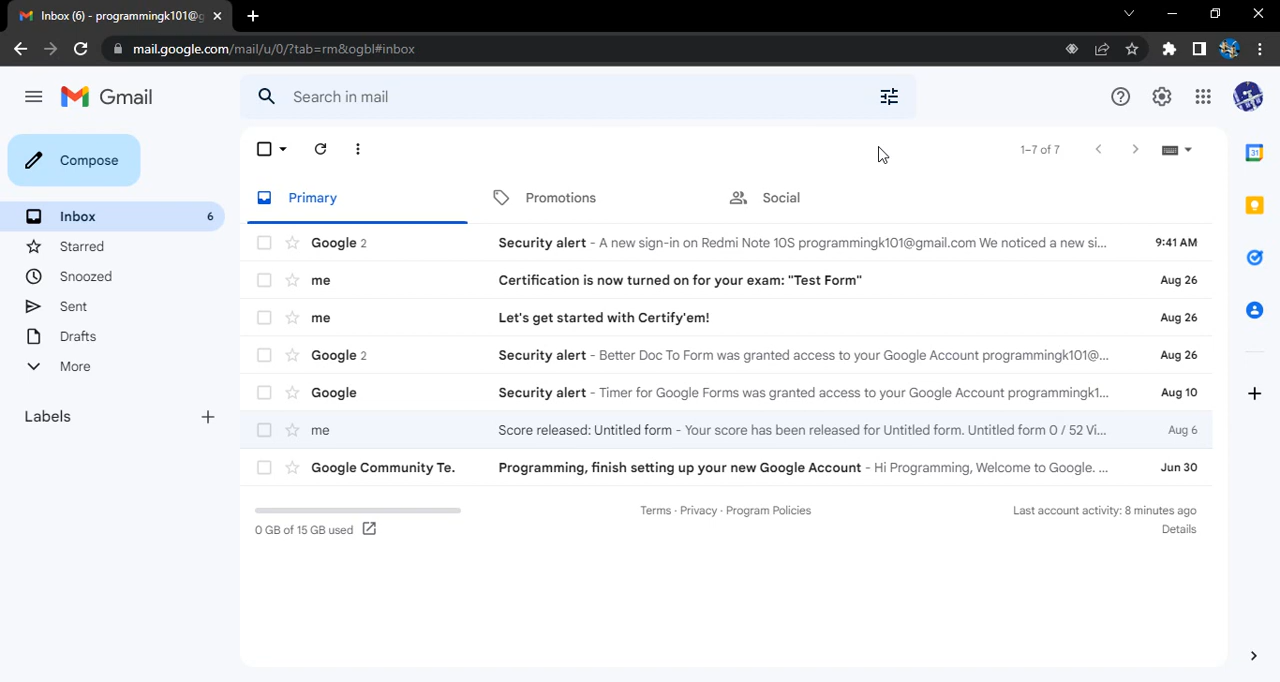 Inbox (6) - programmingk101@g
mail.google.com/mail/u/0/?tab=rm&ogbl#inbox
Gmail
Search in mail
Compose
1–7 of 7
Inbox 6
Starred
Snoozed
Sent
Drafts
More
Labels
Primary Promotions Social
Google 2 Security alert - A new sign-in on Redmi Note 10S programmingk101@gmail.com We noticed a new si... 9:41 AM
me Certification is now turned on for your exam: "Test Form" Aug 26
me Let's get started with Certify'em! Aug 26
Google 2 Security alert - Better Doc To Form was granted access to your Google Account programmingk101@... Aug 26
Google Security alert - Timer for Google Forms was granted access to your Google Account programmingk1... Aug 10
me Score released: Untitled form - Your score has been released for Untitled form. Untitled form 0 / 52 Vi... Aug 6
Google Community Te. Programming, finish setting up your new Google Account - Hi Programming, Welcome to Google. ... Jun 30
0 GB of 15 GB used
Terms · Privacy · Program Policies
Last account activity: 8 minutes ago
Details
31